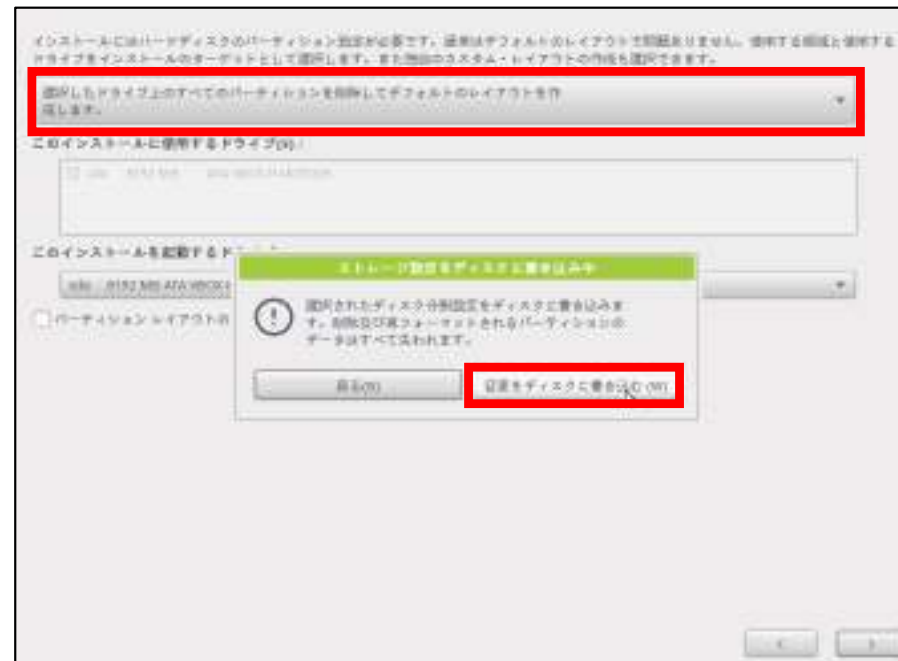 インストールにはハードディスクのパーティション設定が必要です。通常はデフォルトのレイアウトで問題ありません。使用する領域と使用する
ドライブをインストールのターゲットとして選択します。また独自のカスタム・レイアウトの作成も選択できます。
選択したドライブ上のすべてのパーティションを削除してデフォルトのレイアウトを作
成します。
このインストールに使用するドライブ(w):
8192 MB
このインストールを起動するド
sda 8192 MB ATA VBOX
パーティションレイアウトの
ストレージ設定をディスクに書き込み中
選択されたディスク分割設定をディスクに書き込みま
す。削除及び再フォーマットされるパーティションの
データはすべて失われます。
戻る
設定をディスクに書き込む(W)